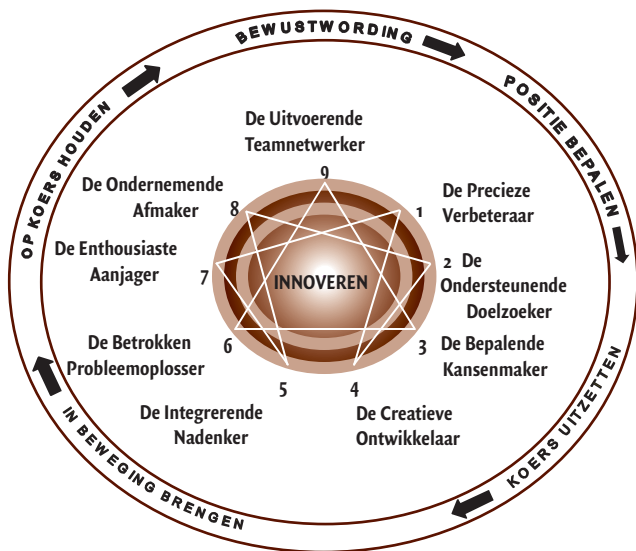 BEWUSTWORDING
POSITIE BEPALEN
KOERS UITZETTEN
IN BEWEGING BRENGEN
OP KOERS HOUDEN
De Uitvoerende
Teamnetwerker
9
De Precieze
Verbeteraar
1
2 De
Ondersteunende
Doelzoeker
De Bepalende
Kansenmaker
3
De Creatieve
Ontwikkelaar
4
De Integrerende
Nadenker
5
De Betrokken
Probleemoplosser
6
De Enthousiaste
Aanjager
7
De Ondernemende
Afmaker
8
INNOVEREN